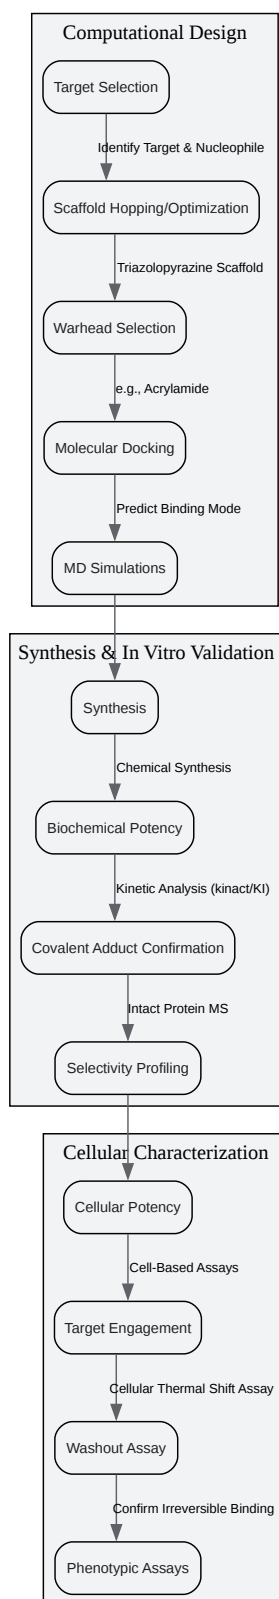 Computational Design
Target Selection
Identify Target & Nucleophile
Scaffold Hopping/Optimization
Triazolopyrazine Scaffold
Warhead Selection
e.g., Acrylamide
Molecular Docking
Predict Binding Mode
MD Simulations
Synthesis & In Vitro Validation
Synthesis
Chemical Synthesis
Biochemical Potency
Kinetic Analysis (kinact/KI)
Covalent Adduct Confirmation
Intact Protein MS
Selectivity Profiling
Cellular Characterization
Cellular Potency
Cell-Based Assays
Target Engagement
Cellular Thermal Shift Assay
Washout Assay
Confirm Irreversible Binding
Phenotypic Assays